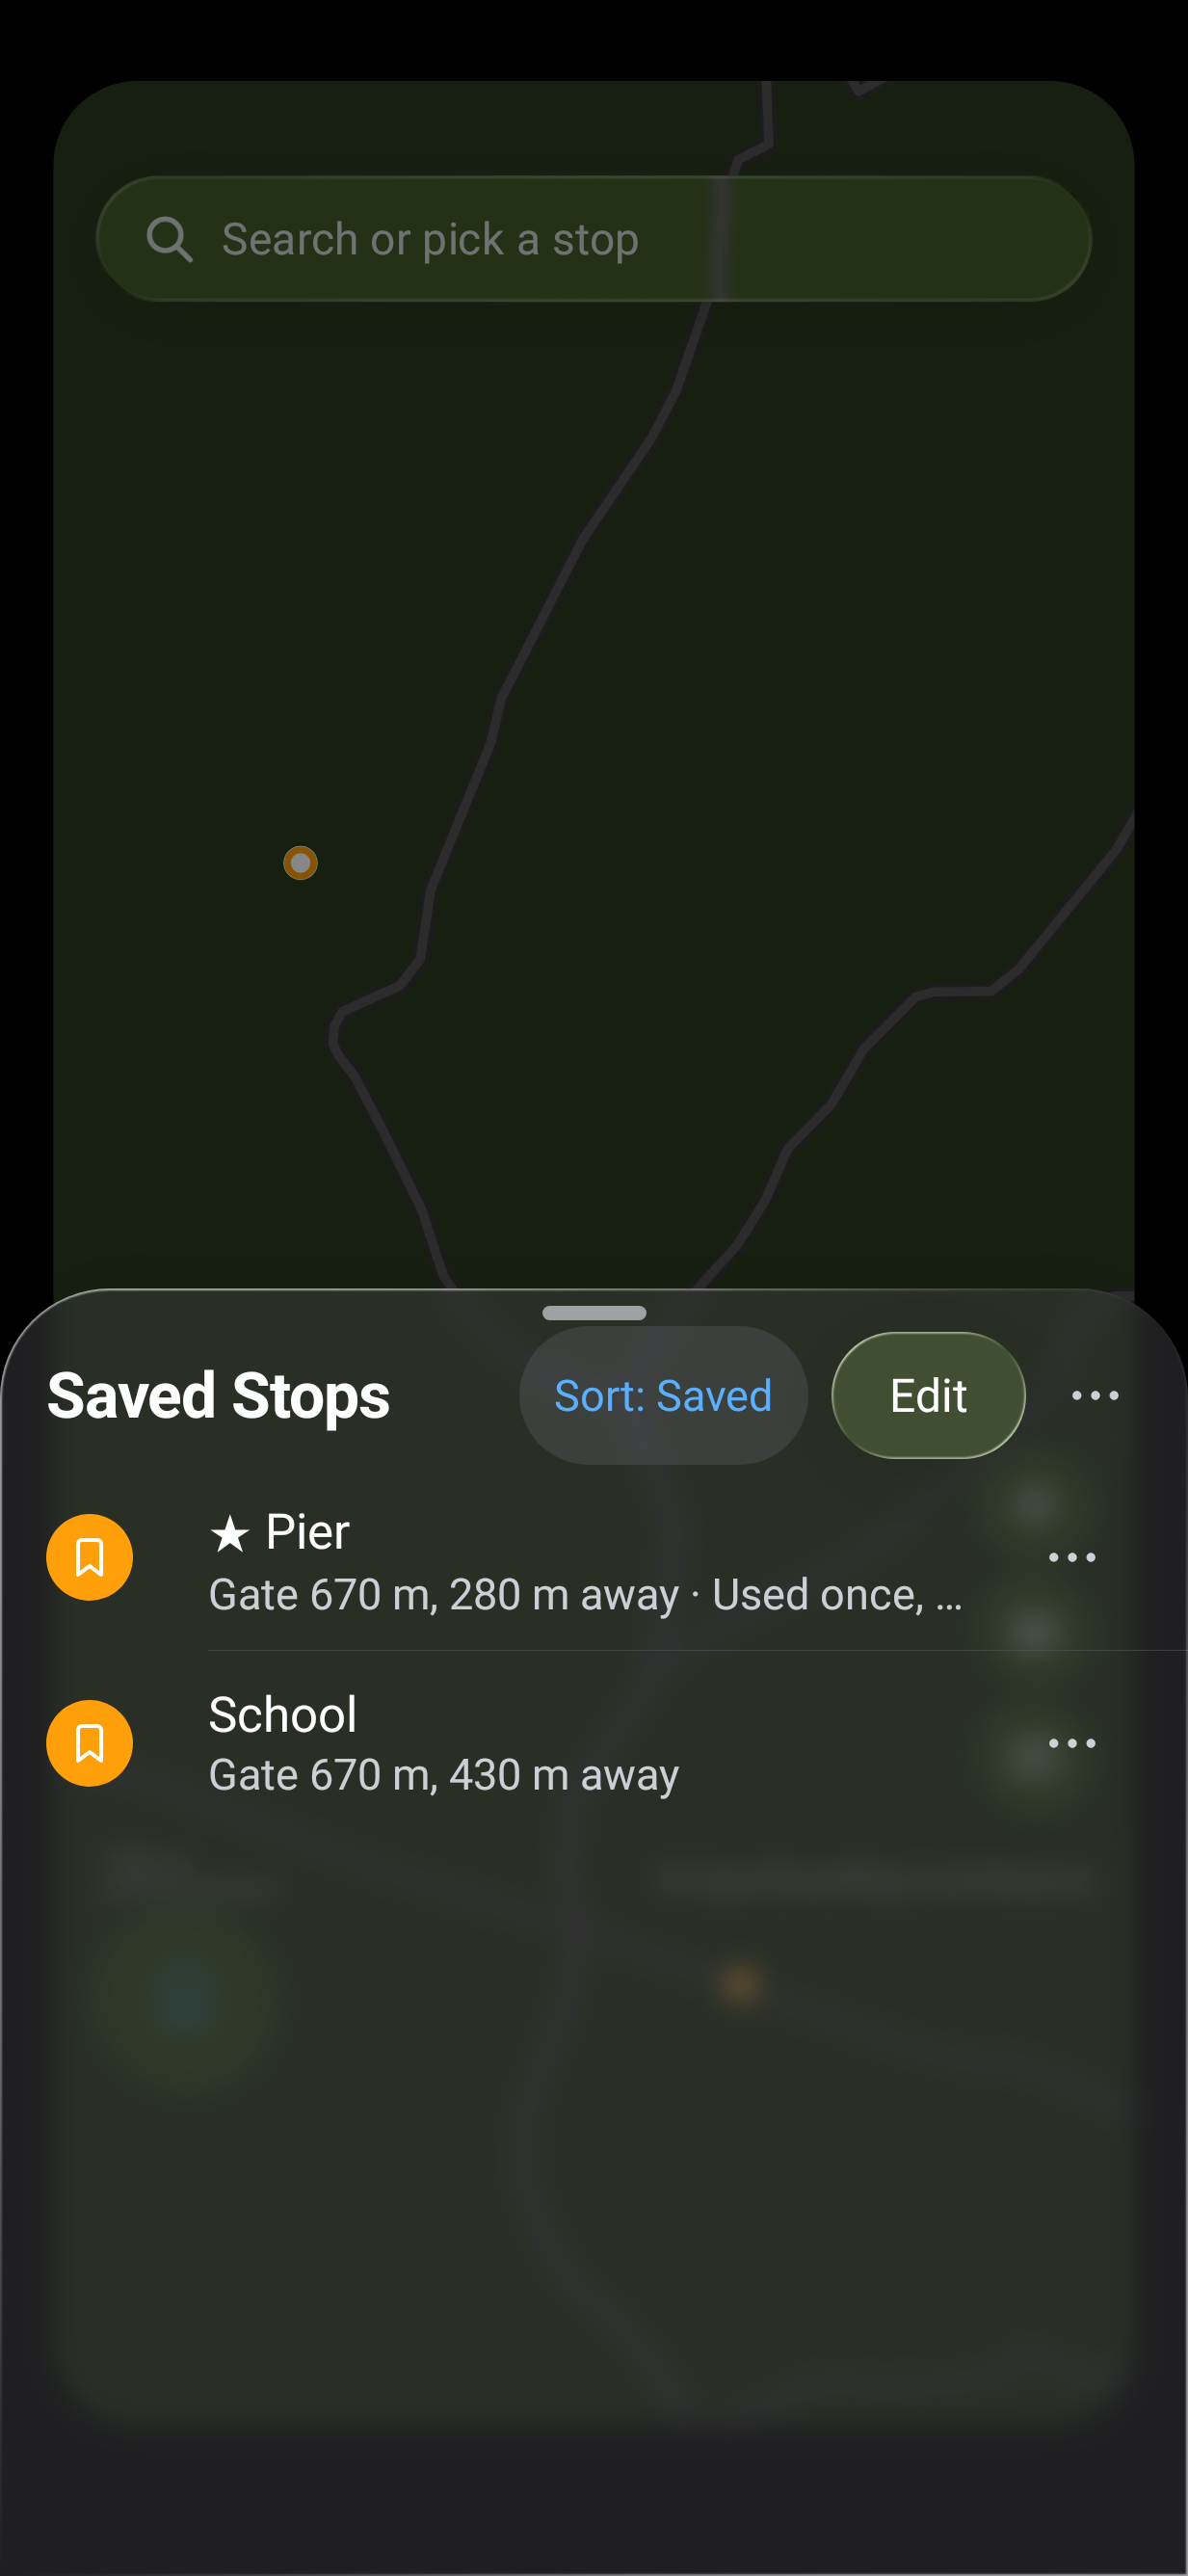 Search or pick a stop
Saved Stops
Sort: Saved
Edit
★ Pier
Gate 670 m, 280 m away · Used once, ...
School
Gate 670 m, 430 m away